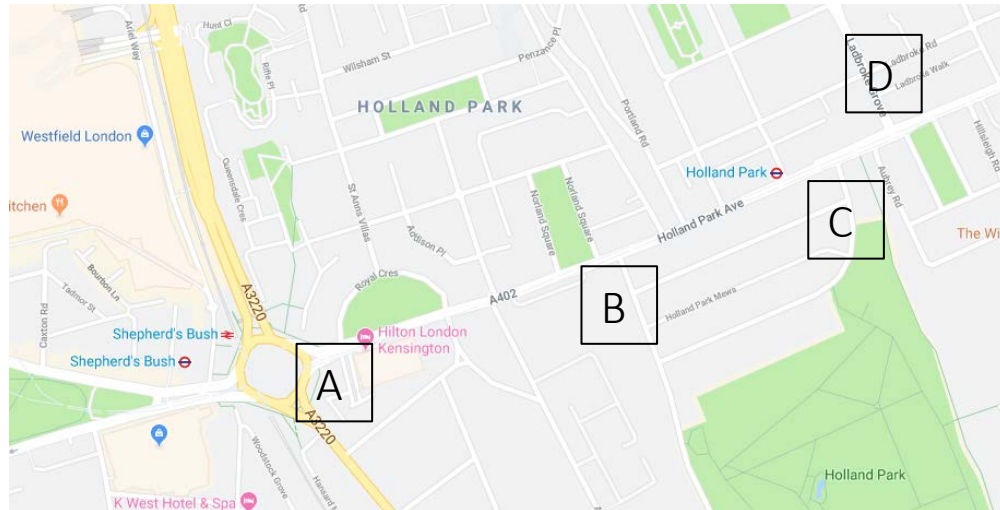 Ariel Way
Hunt Cl
Riffe Pl
Wilsham St
Penzance Pl
HOLLAND PARK
Portland Rd
Ladbroke Grove
Ladbroke Rd
Ladbroke Walk
D
Westfield London
Queensdale Cres
St Anns Villas
Norland Square
Norland Square
Holland Park
Hillsleigh Rd
Aubrey Rd
itchen
Addison Pl
Holland Park Ave
C
The Wi
Bourbon Ln
Tadmor St
Caxton Rd
A3220
Royal Cres
A402
B
Holland Park Mews
Shepherd's Bush
Shepherd's Bush
Hilton London
Kensington
A
A3220
Woodstock Grove
Holland Park
K West Hotel & Spa